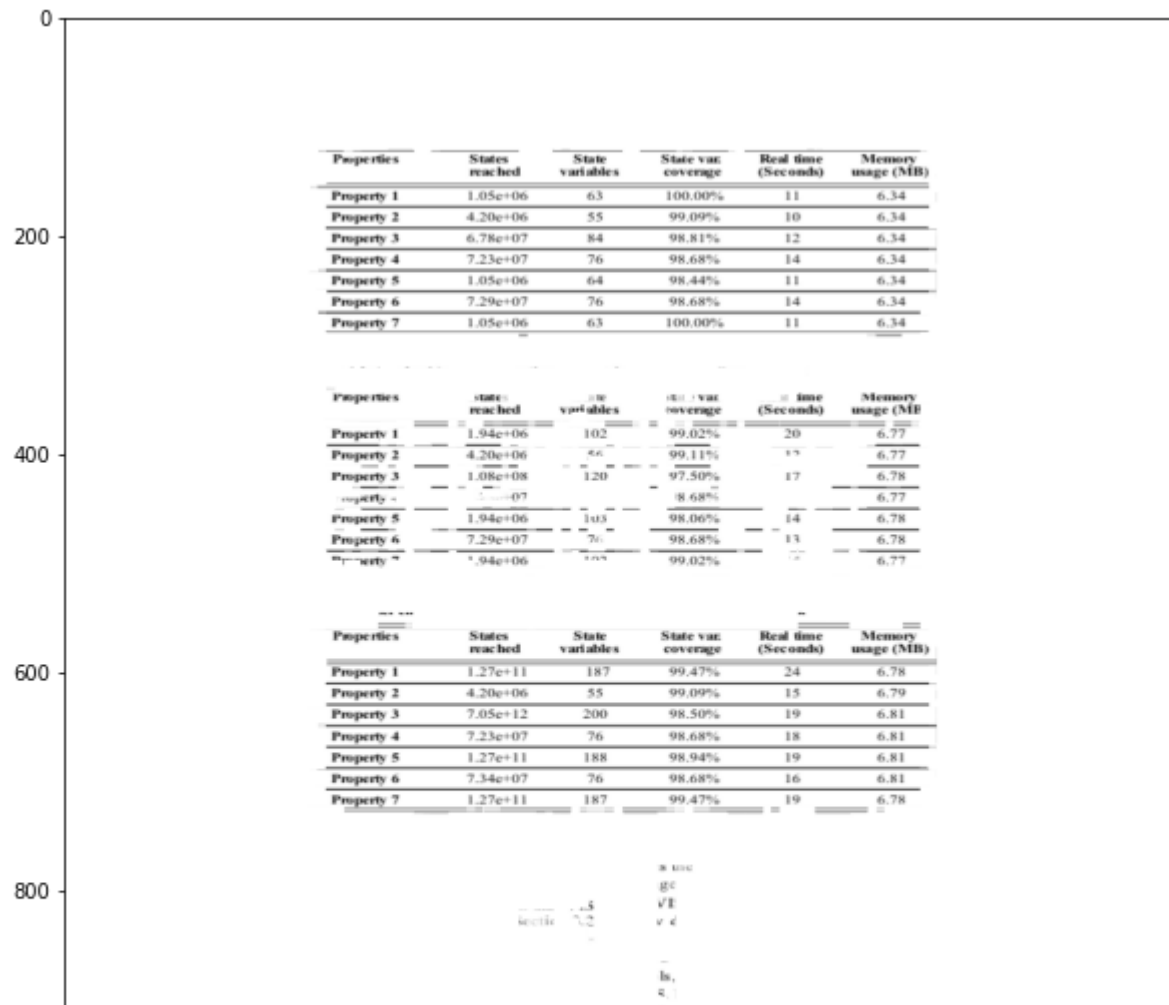 0
Properties States State State var. Real time Memory
reached variables coverage (Seconds) usage (MB)
Property 1 1.05e+06 63 100.00% 11 6.34
200
Property 2 4.20e+06 55 99.09% 10 6.34
Property 3 6.78e+07 84 98.81% 12 6.34
Property 4 7.23e+07 76 98.68% 14 6.34
Property 5 1.05e+06 64 98.44% 11 6.34
Property 6 7.29e+07 76 98.68% 14 6.34
Property 7 1.05e+06 63 100.00% 11 6.34
Properties Memory
reached variables coverage (Seconds) usage (MB
Property 1 1.94e+06 102 99.02% 20 6.77
400
Property 2 4.20e+06 99.11% 6.77
Property 3 1.08e+08 120 97.50% 17 6.78
6.77
Property 5 1.94e+06 103 98.06% 14 6.78
Property 6 7.29e+07 98.68% 13 6.78
99.02% 6.77
Properties States State State var. Real time Memory
reached variables coverage (Seconds) usage (MB)
Property 1 1.27e+11 187 99.47% 24 6.78
600
Property 2 4.20e+06 55 99.09% 15 6.79
Property 3 7.05e+12 200 98.50% 19 6.81
Property 4 7.23e+07 76 98.68% 18 6.81
Property 5 1.27e+11 188 98.94% 19 6.81
Property 6 7.34e+07 76 98.68% 16 6.81
Property 7 1.27e+11 187 99.47% 19 6.78
800